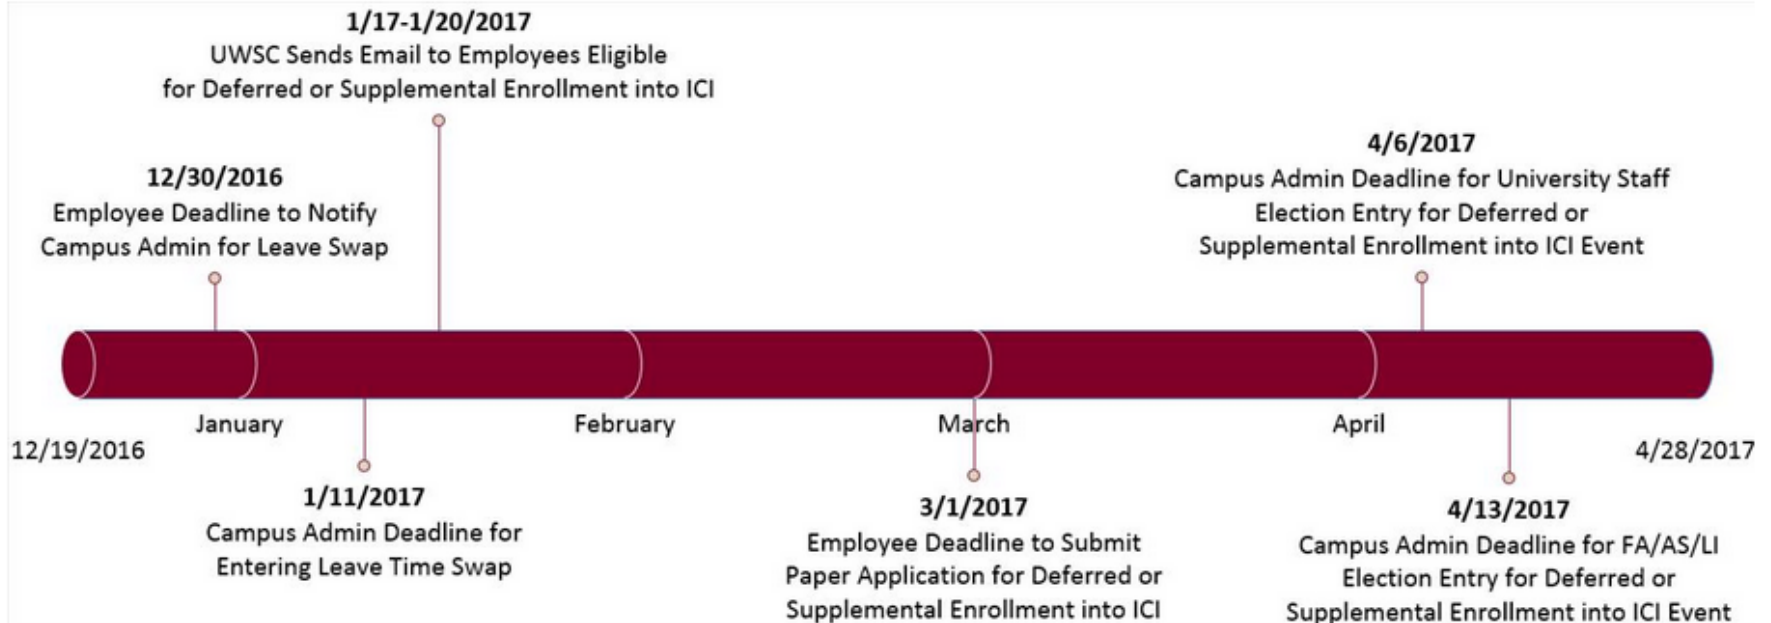 1/17-1/20/2017
UWSC Sends Email to Employees Eligible
for Deferred or Supplemental Enrollment into ICI
12/30/2016
Employee Deadline to Notify
Campus Admin for Leave Swap
4/6/2017
Campus Admin Deadline for University Staff
Election Entry for Deferred or
Supplemental Enrollment into ICI Event
January
February
March
April
12/19/2016
4/28/2017
1/11/2017
Campus Admin Deadline for
Entering Leave Time Swap
3/1/2017
Employee Deadline to Submit
Paper Application for Deferred or
Supplemental Enrollment into ICI
4/13/2017
Campus Admin Deadline for FA/AS/LI
Election Entry for Deferred or
Supplemental Enrollment into ICI Event